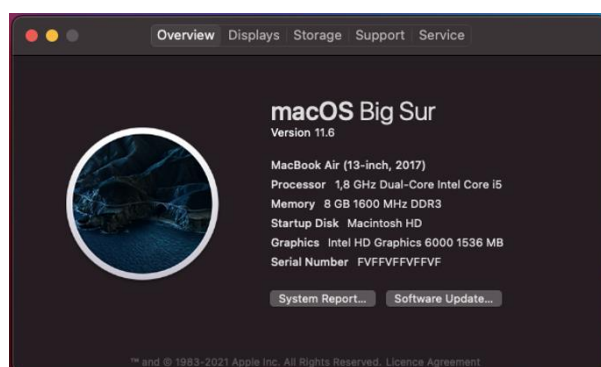 Overview Displays Storage Support Service
macOS Big Sur
Version 11.6
MacBook Air (13-inch, 2017)
Processor 1,8 GHz Dual-Core Intel Core i5
Memory 8 GB 1600 MHz DDR3
Startup Disk Macintosh HD
Graphics Intel HD Graphics 6000 1536 MB
Serial Number FVFFVFFVFFVF
System Report... Software Update...
™ and © 1983-2021 Apple Inc. All Rights Reserved. Licence Agreement